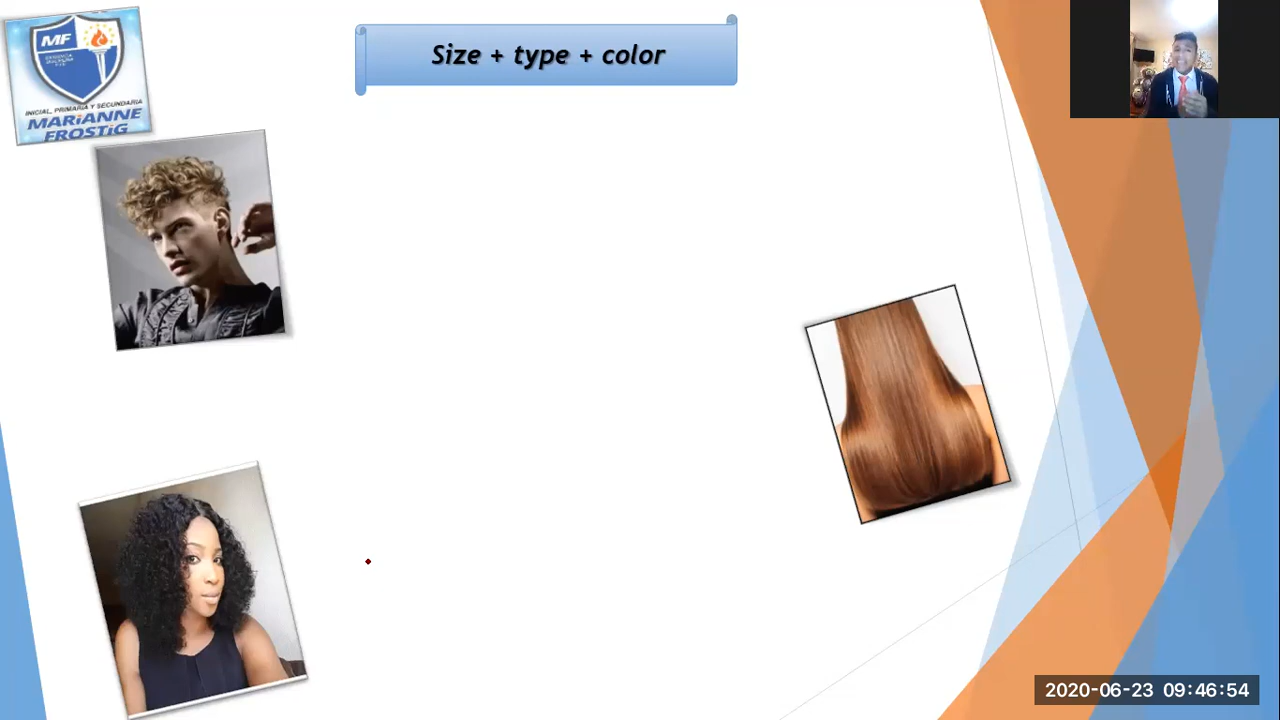 MF
INICIAL, PRIMARIA Y SECUNDARIA
MARIANNE
FROSTIG
Size + type + color
2020-06-23 09:46:54